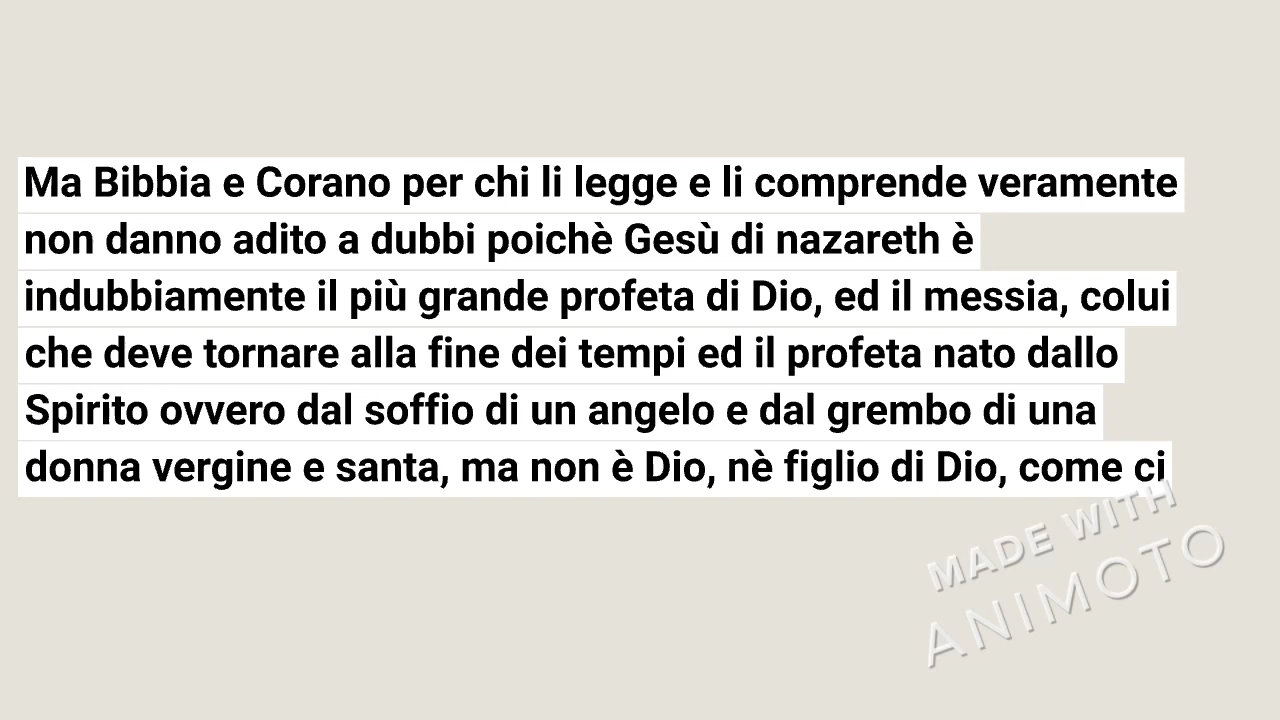 Ma Bibbia e Corano per chi li legge e li comprende veramente
non danno adito a dubbi poichè Gesù di nazareth è
indubbiamente il più grande profeta di Dio, ed il messia, colui
che deve tornare alla fine dei tempi ed il profeta nato dallo
Spirito ovvero dal soffio di un angelo e dal grembo di una
donna vergine e santa, ma non è Dio, nè figlio di Dio, come ci
MADE WITH
ANIMOTO